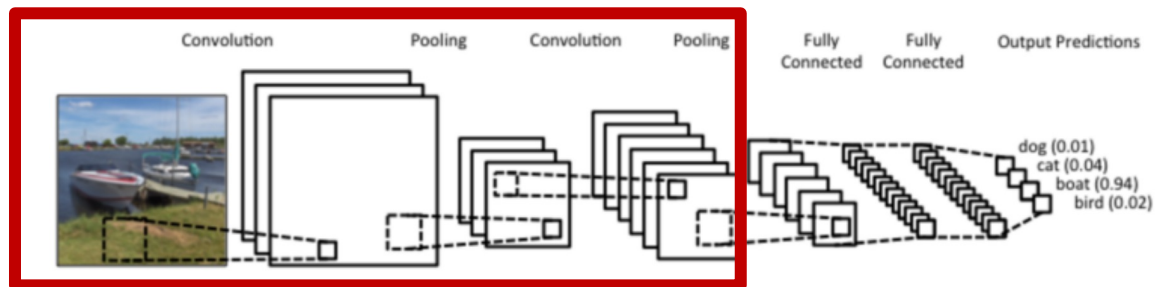 Convolution
Pooling
Convolution
Pooling
Fully
Connected
Fully
Connected
Output Predictions
dog (0.01)
cat (0.04)
boat (0.94)
bird (0.02)